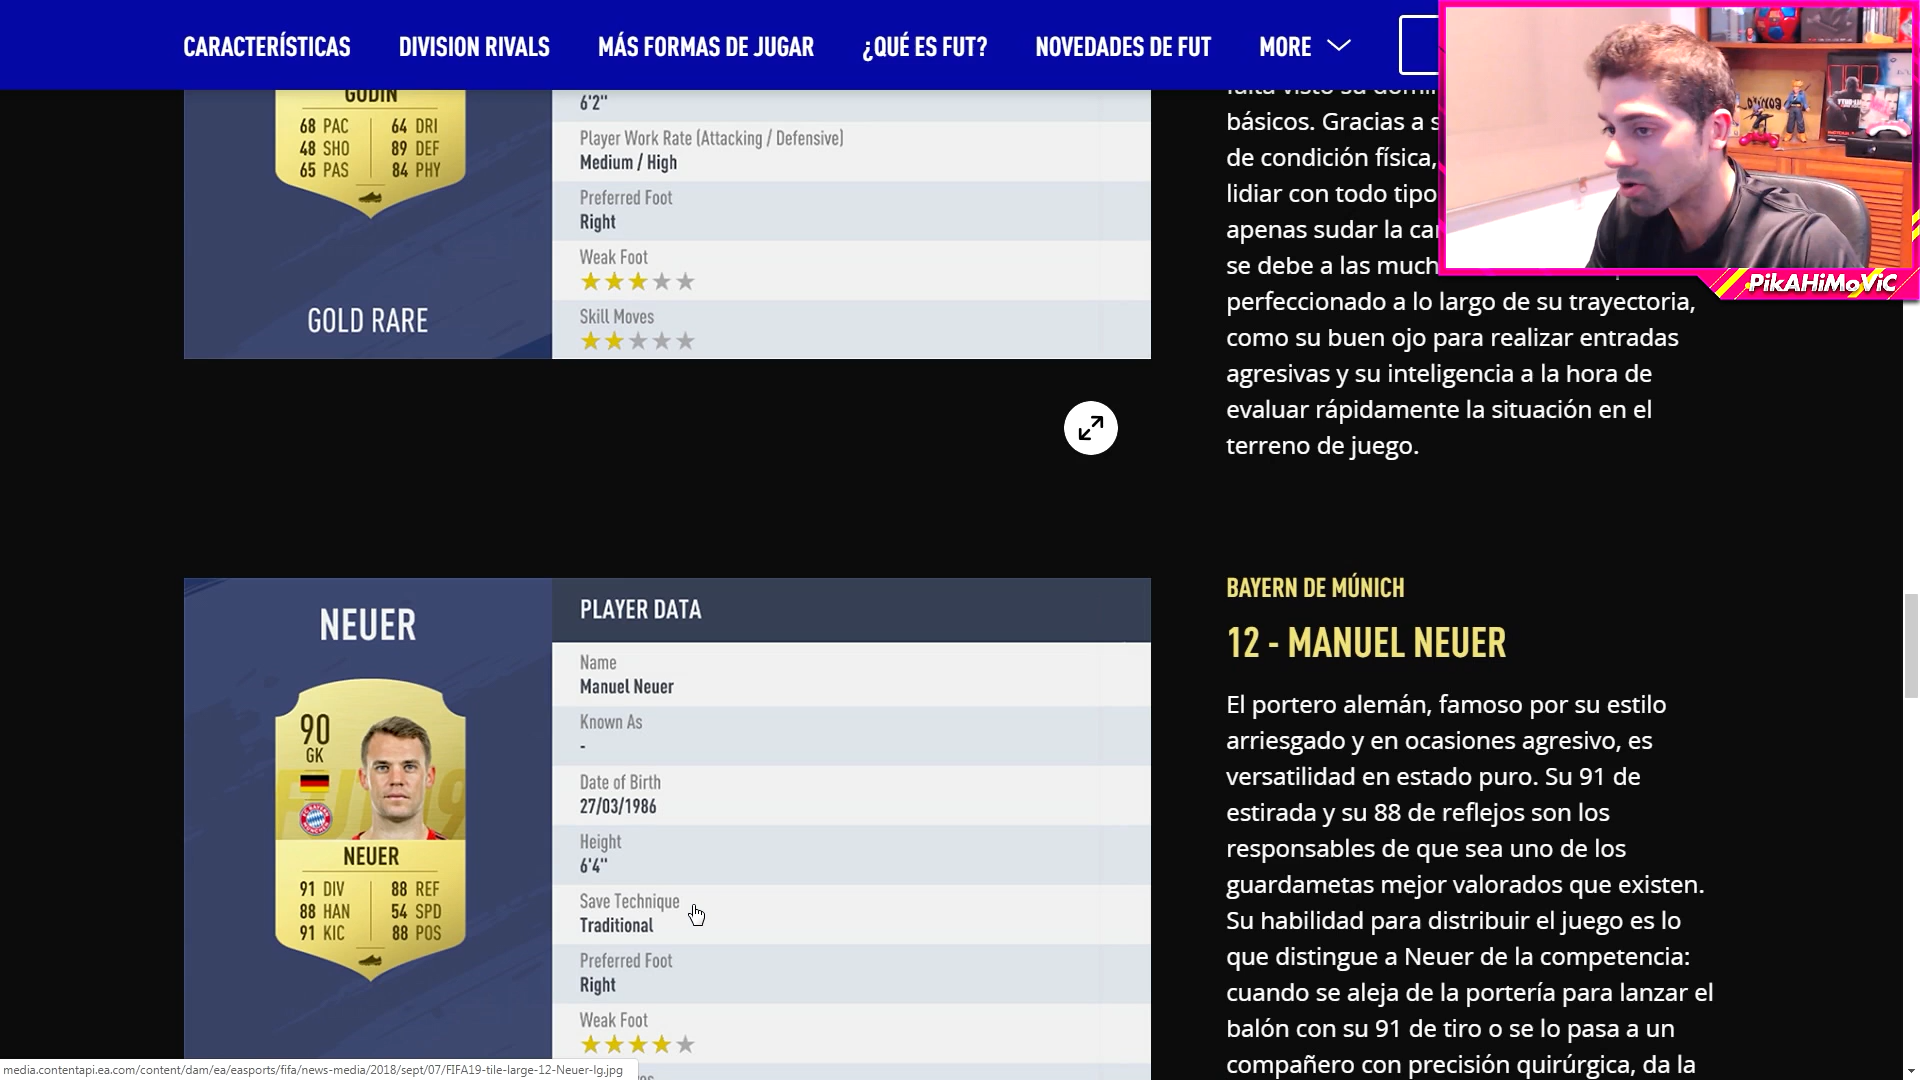 CARACTERÍSTICAS DIVISION RIVALS MÁS FORMAS DE JUGAR ¿QUÉ ES FUT? NOVEDADES DE FUT MORE
GODÍN
68 PAC 64 DRI
48 SHO 89 DEF
65 PAS 84 PHY
GOLD RARE
6'2"
Player Work Rate (Attacking / Defensive)
Medium / High
Preferred Foot
Right
Weak Foot
Skill Moves
básicos. Gracias a s
de condición física,
lidiar con todo tipo
apenas sudar la ca
se debe a las much
perfeccionado a lo largo de su trayectoria,
como su buen ojo para realizar entradas
agresivas y su inteligencia a la hora de
evaluar rápidamente la situación en el
terreno de juego.
PikAHiMoViC
NEUER
90
GK
NEUER
91 DIV 88 REF
88 HAN 54 SPD
91 KIC 88 POS
PLAYER DATA
Name
Manuel Neuer
Known As
-
Date of Birth
27/03/1986
Height
6'4"
Save Technique
Traditional
Preferred Foot
Right
Weak Foot
BAYERN DE MÚNICH
12 - MANUEL NEUER
El portero alemán, famoso por su estilo
arriesgado y en ocasiones agresivo, es
versatilidad en estado puro. Su 91 de
estirada y su 88 de reflejos son los
responsables de que sea uno de los
guardametas mejor valorados que existen.
Su habilidad para distribuir el juego es lo
que distingue a Neuer de la competencia:
cuando se aleja de la portería para lanzar el
balón con su 91 de tiro o se lo pasa a un
compañero con precisión quirúrgica, da la
media.contentapi.ea.com/content/dam/ea/easports/fifa/news-media/2018/sept/07/FIFA19-tile-large-12-Neuer-lg.jpg